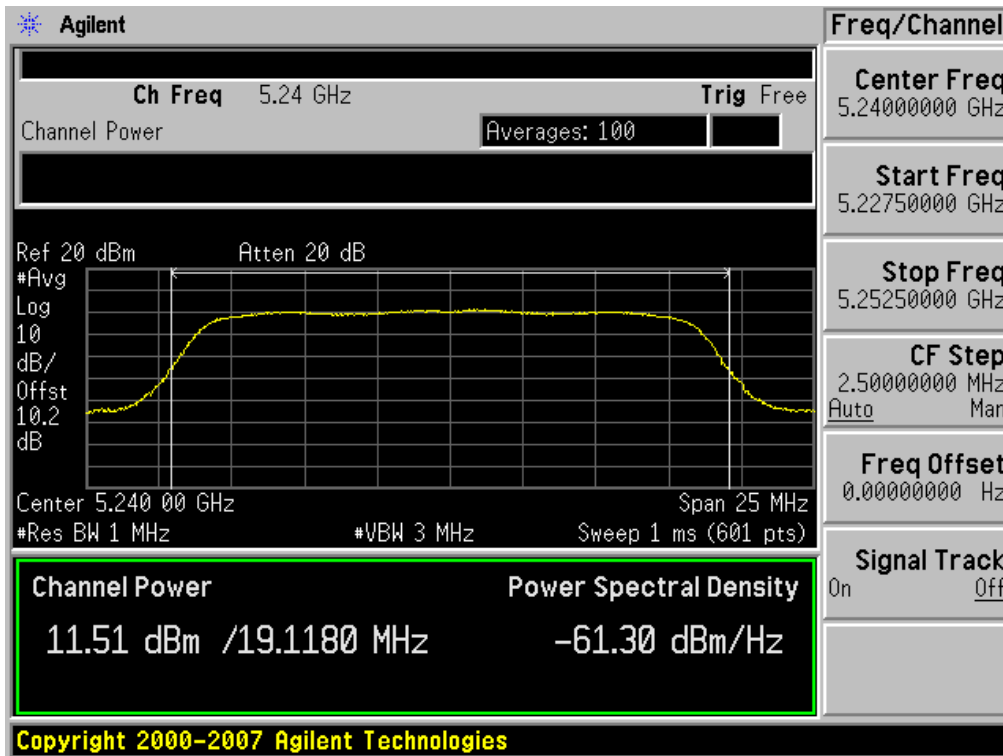 Agilent
Freq/Channel
Ch Freq 5.24 GHz Trig Free
Channel Power Averages: 100
Ref 20 dBm Atten 20 dB
#Avg
Log
10
dB/
Offst
10.2
dB
Center 5.240 00 GHz Span 25 MHz
#Res BW 1 MHz #VBW 3 MHz Sweep 1 ms (601 pts)
Channel Power Power Spectral Density
11.51 dBm /19.1180 MHz -61.30 dBm/Hz
Copyright 2000-2007 Agilent Technologies
Center Freq
5.24000000 GHz
Start Freq
5.22750000 GHz
Stop Freq
5.25250000 GHz
CF Step
2.50000000 MHz
Auto Man
Freq Offset
0.00000000 Hz
Signal Track
On Off